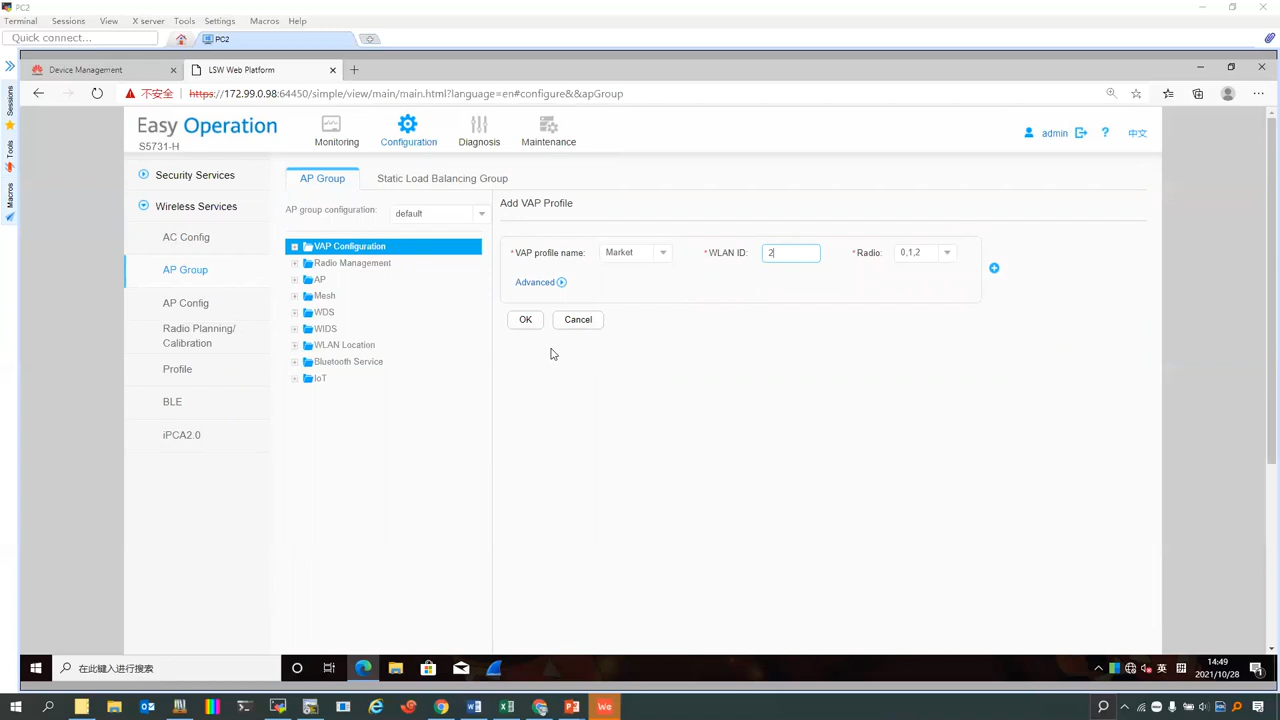 PC2
Terminal Sessions View X server Tools Settings Macros Help
Quick connect...
PC2
Device Management
LSW Web Platform
不安全
https://172.99.0.98:64450/simple/view/main/main.html?language=en#configure&&apGroup
Sessions
Tools
Macros
Easy Operation
S5731-H
Monitoring
Configuration
Diagnosis
Maintenance
admin
?
中文
Security Services
Wireless Services
AC Config
AP Group
AP Config
Radio Planning/
Calibration
Profile
BLE
iPCA2.0
AP Group
Static Load Balancing Group
AP group configuration: default
VAP Configuration
Radio Management
AP
Mesh
WDS
WIDS
WLAN Location
Bluetooth Service
IoT
Add VAP Profile
*VAP profile name: Market *WLAN ID: 2 *Radio: 0,1,2
Advanced
OK Cancel
在此键入进行搜索
英
14:49
2021/10/28
We